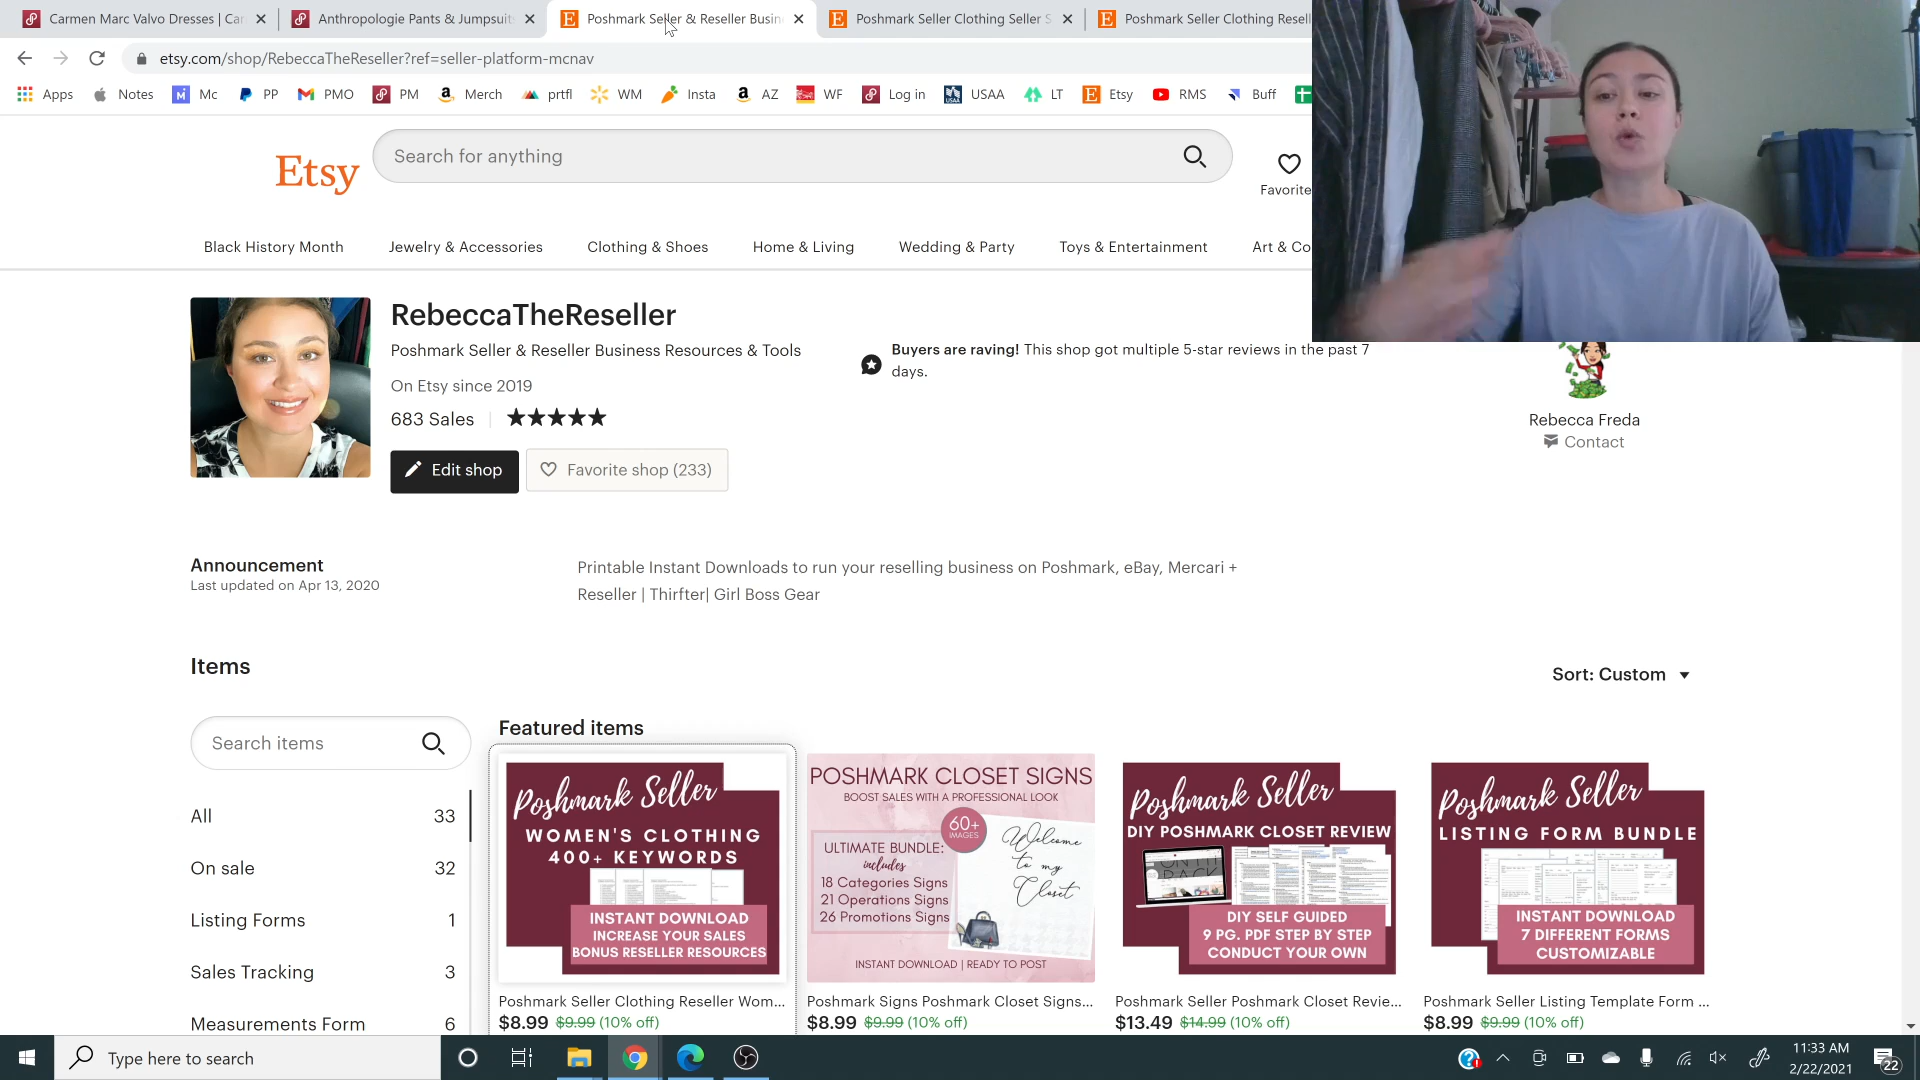 Carmen Marc Valvo Dresses | Car
Anthropologie Pants & Jumpsuit
Poshmark Seller & Reseller Busin
Poshmark Seller Clothing Seller S
Poshmark Seller Clothing Resell
etsy.com/shop/RebeccaTheReseller?ref=seller-platform-mcnav
Apps
Notes
Mc
PP
PMO
PM
Merch
prtfl
WM
Insta
AZ
WF
Log in
USAA
LT
Etsy
RMS
Buff
Etsy
Search for anything
Favorite
Black History Month
Jewelry & Accessories
Clothing & Shoes
Home & Living
Wedding & Party
Toys & Entertainment
Art & Co
RebeccaTheReseller
Poshmark Seller & Reseller Business Resources & Tools
On Etsy since 2019
683 Sales
Edit shop
Favorite shop (233)
Buyers are raving! This shop got multiple 5-star reviews in the past 7
days.
Rebecca Freda
Contact
Announcement
Last updated on Apr 13, 2020
Printable Instant Downloads to run your reselling business on Poshmark, eBay, Mercari +
Reseller | Thirfter| Girl Boss Gear
Items
Sort: Custom
Search items
All 33
On sale 32
Listing Forms 1
Sales Tracking 3
Measurements Form 6
Featured items
Poshmark Seller
WOMEN'S CLOTHING
400+ KEYWORDS
INSTANT DOWNLOAD
INCREASE YOUR SALES
BONUS RESELLER RESOURCES
Poshmark Seller Clothing Reseller Wom...
$8.99 $9.99 (10% off)
POSHMARK CLOSET SIGNS
BOOST SALES WITH A PROFESSIONAL LOOK
60+
IMAGES
ULTIMATE BUNDLE:
includes
18 Categories Signs
21 Operations Signs
26 Promotions Signs
Welcome
to my
Closet
INSTANT DOWNLOAD | READY TO POST
Poshmark Signs Poshmark Closet Signs...
$8.99 $9.99 (10% off)
Poshmark Seller
DIY POSHMARK CLOSET REVIEW
DIY SELF GUIDED
9 PG. PDF STEP BY STEP
CONDUCT YOUR OWN
Poshmark Seller Poshmark Closet Revie...
$13.49 $14.99 (10% off)
Poshmark Seller
LISTING FORM BUNDLE
INSTANT DOWNLOAD
7 DIFFERENT FORMS
CUSTOMIZABLE
Poshmark Seller Listing Template Form ...
$8.99 $9.99 (10% off)
Type here to search
11:33 AM
2/22/2021
22